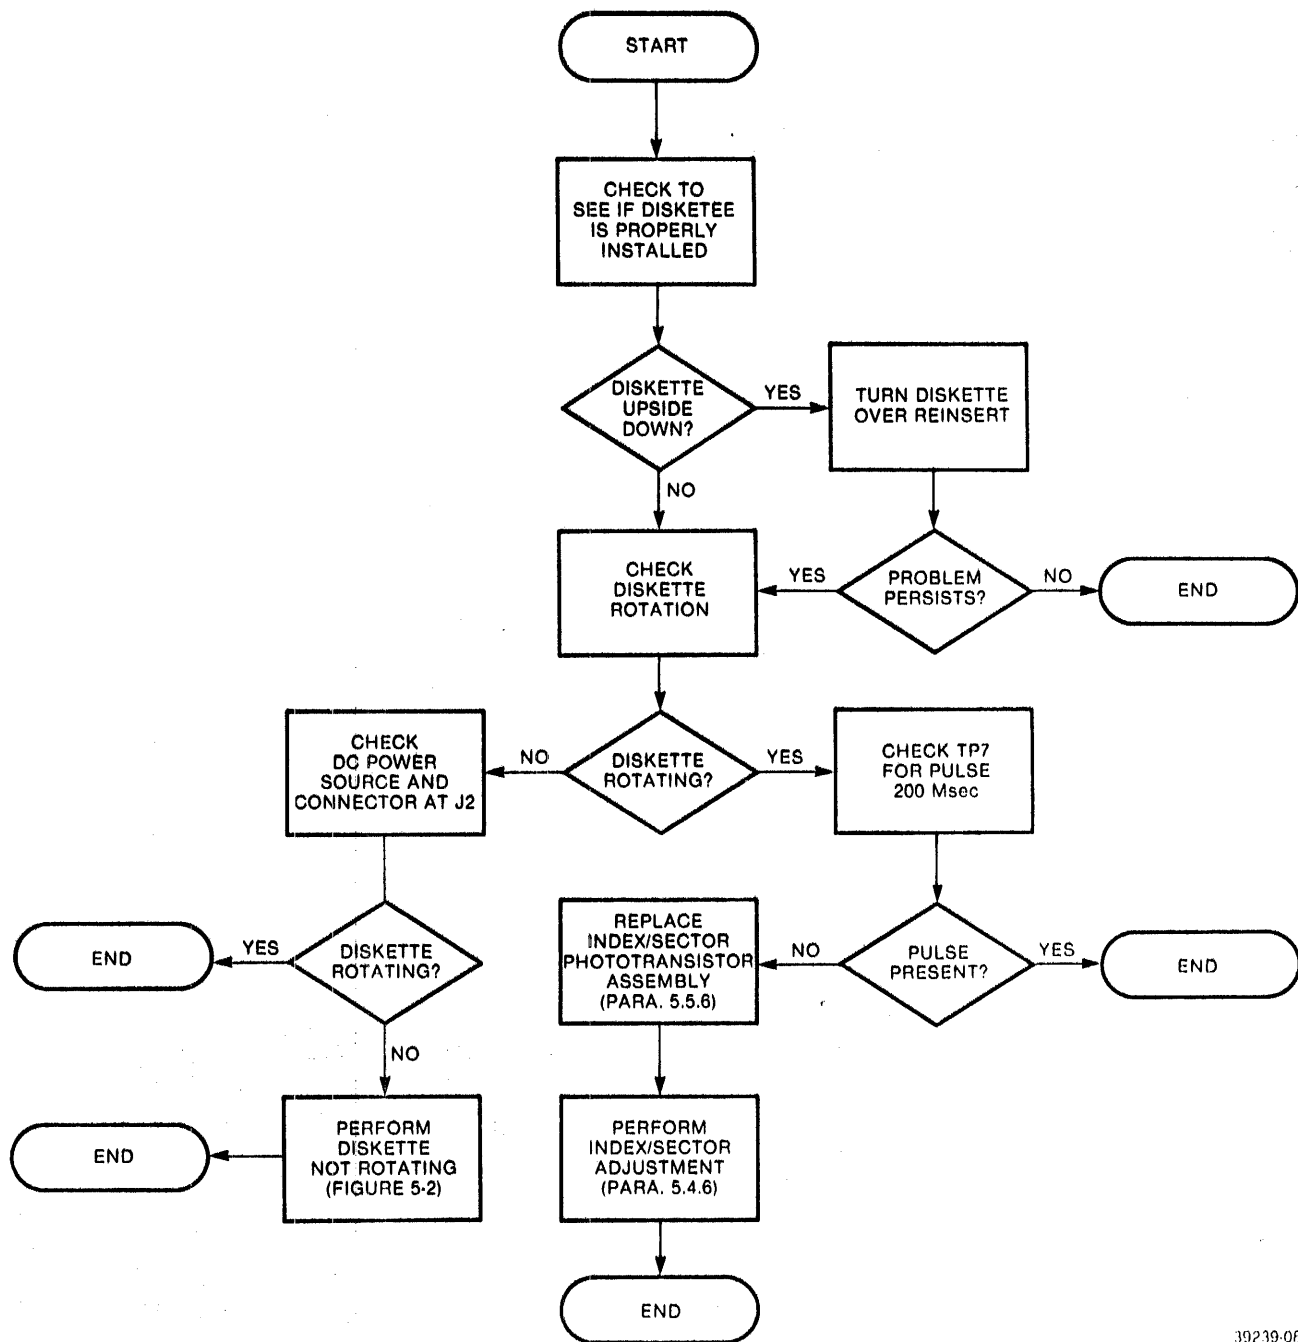 START
CHECK TO
SEE IF DISKETEE
IS PROPERLY
INSTALLED
DISKETTE
UPSIDE
DOWN?
YES
TURN DISKETTE
OVER REINSERT
NO
CHECK
DISKETTE
ROTATION
YES
PROBLEM
PERSISTS?
NO
END
CHECK
DC POWER
SOURCE AND
CONNECTOR AT J2
NO
DISKETTE
ROTATING?
YES
CHECK TP7
FOR PULSE
200 Msec
END
YES
DISKETTE
ROTATING?
REPLACE
INDEX/SECTOR
PHOTOTRANSISTOR
ASSEMBLY
(PARA. 5.5.6)
NO
PULSE
PRESENT?
YES
END
NO
END
PERFORM
DISKETTE
NOT ROTATING
(FIGURE 5-2)
PERFORM
INDEX/SECTOR
ADJUSTMENT
(PARA. 5.4.6)
END